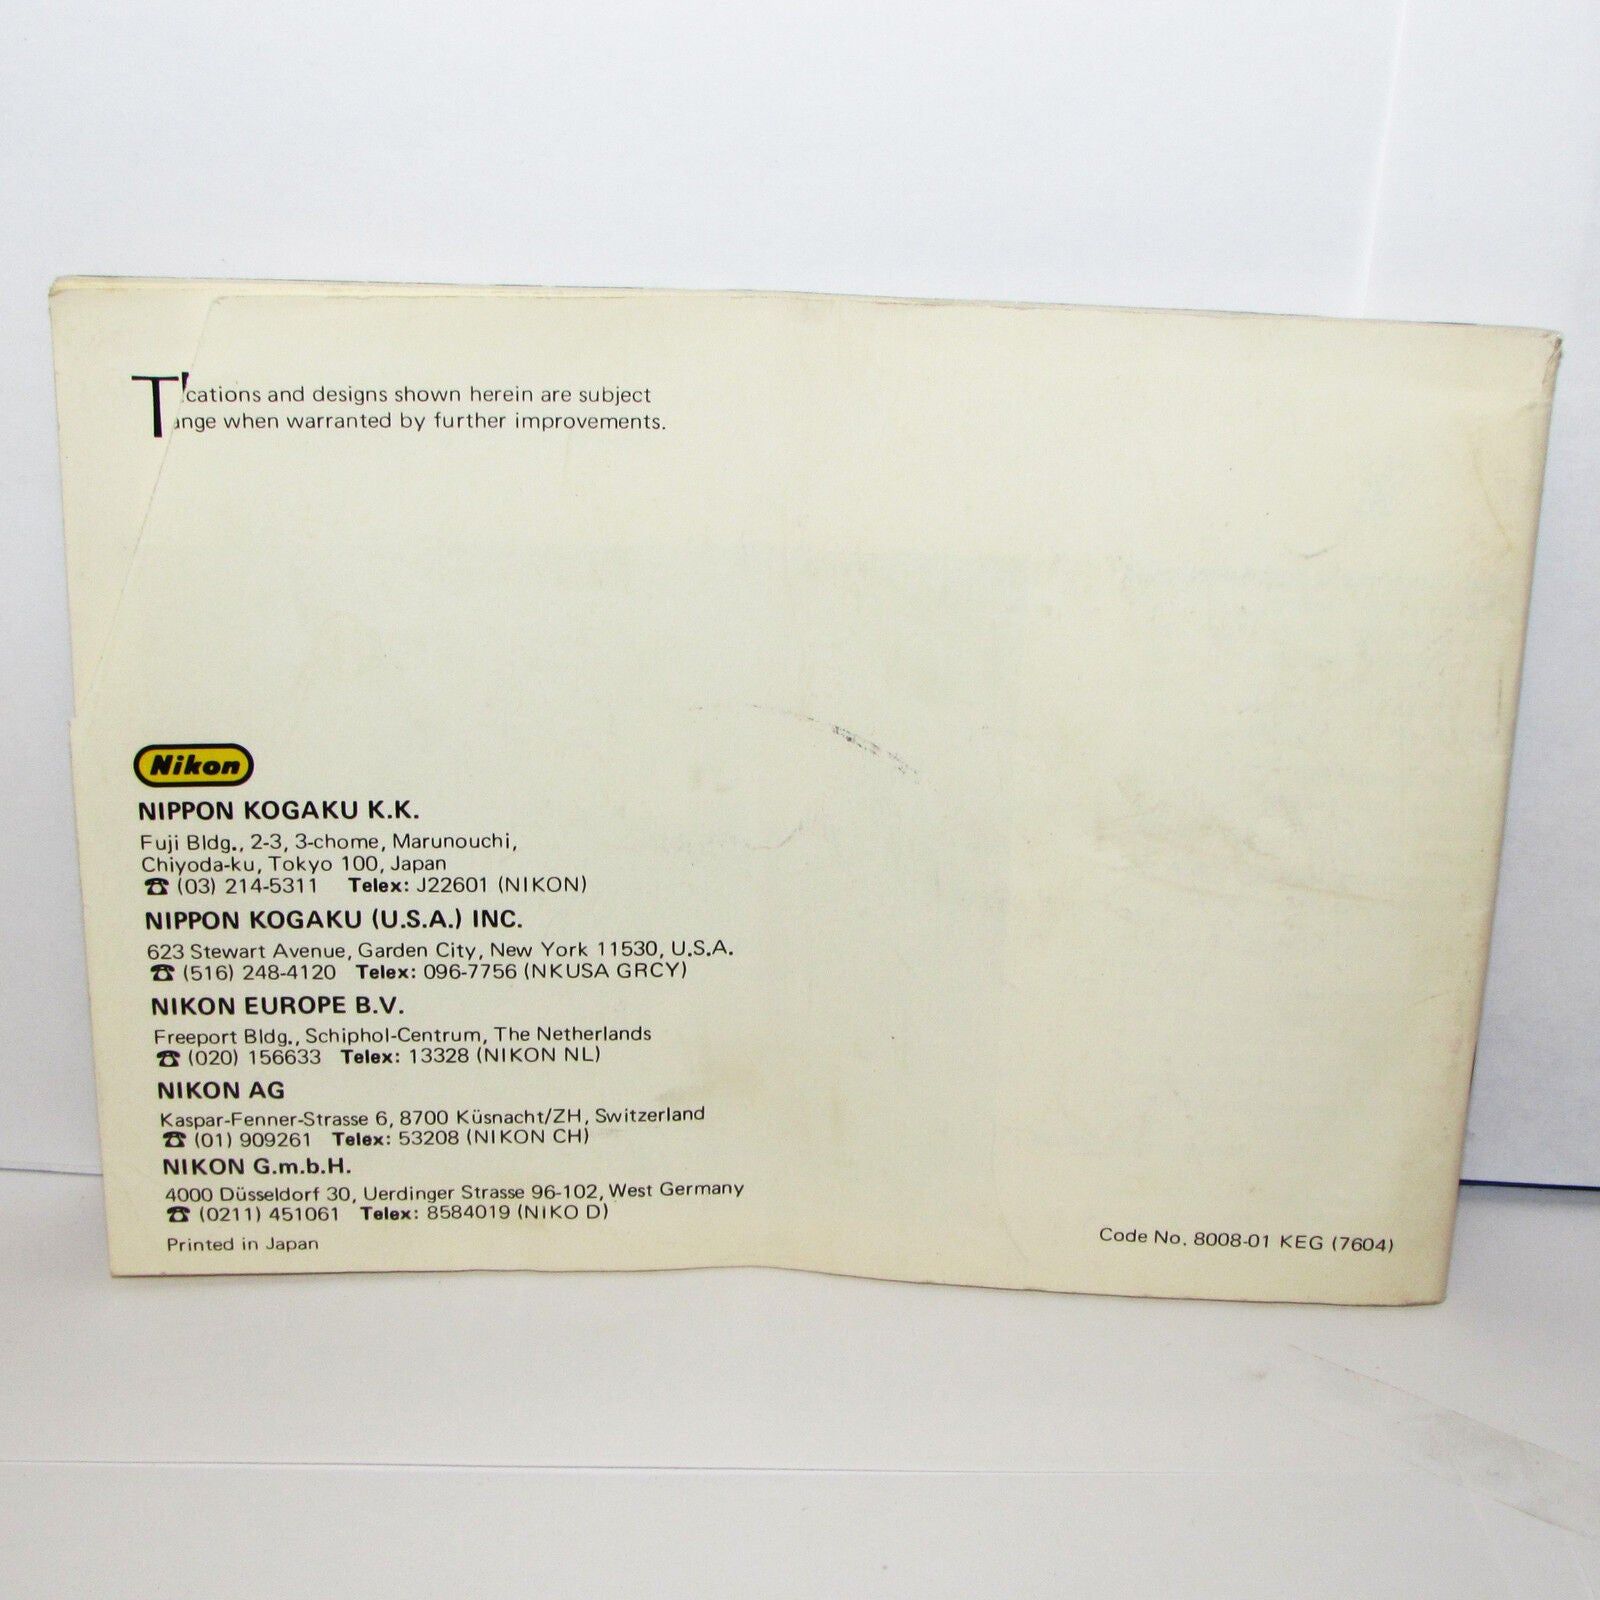 T
cations and designs shown herein are subject
ange when warranted by further improvements.
Nikon
NIPPON KOGAKU K.K.
Fuji Bldg., 2-3, 3-chome, Marunouchi,
Chiyoda-ku, Tokyo 100, Japan
☎ (03) 214-5311 Telex: J22601 (NIKON)
NIPPON KOGAKU (U.S.A.) INC.
623 Stewart Avenue, Garden City, New York 11530, U.S.A.
☎ (516) 248-4120 Telex: 096-7756 (NKUSA GRCY)
NIKON EUROPE B.V.
Freeport Bldg., Schiphol-Centrum, The Netherlands
☎ (020) 156633 Telex: 13328 (NIKON NL)
NIKON AG
Kaspar-Fenner-Strasse 6, 8700 Küsnacht/ZH, Switzerland
☎ (01) 909261 Telex: 53208 (NIKON CH)
NIKON G.m.b.H.
4000 Düsseldorf 30, Uerdinger Strasse 96-102, West Germany
☎ (0211) 451061 Telex: 8584019 (NIKO D)
Printed in Japan
Code No. 8008-01 KEG (7604)